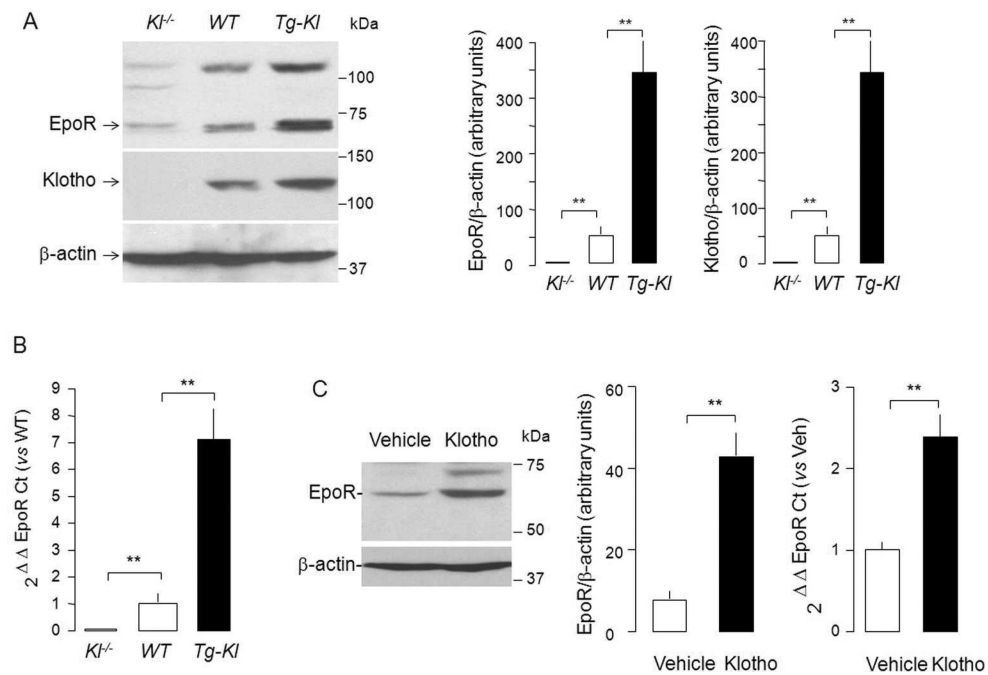 A
Kl-/- WT Tg-Kl kDa
100
EpoR
75
150
Klotho
100
β-actin
37
EpoR/β-actin (arbitrary units)
400
300
200
100
0
** **
Kl-/- WT Tg-Kl
Klotho/β-actin (arbitrary units)
400
300
200
100
0
** **
Kl-/- WT Tg-Kl
B
2 Δ Δ EpoR Ct (vs WT)
9
8
7
6
5
4
3
2
1
0
** **
Kl-/- WT Tg-Kl
C
Vehicle Klotho kDa
75
EpoR
50
β-actin
37
EpoR/β-actin (arbitrary units)
60
40
20
0
**
Vehicle Klotho
2 Δ Δ EpoR Ct (vs Veh)
3
2
1
0
**
Vehicle Klotho